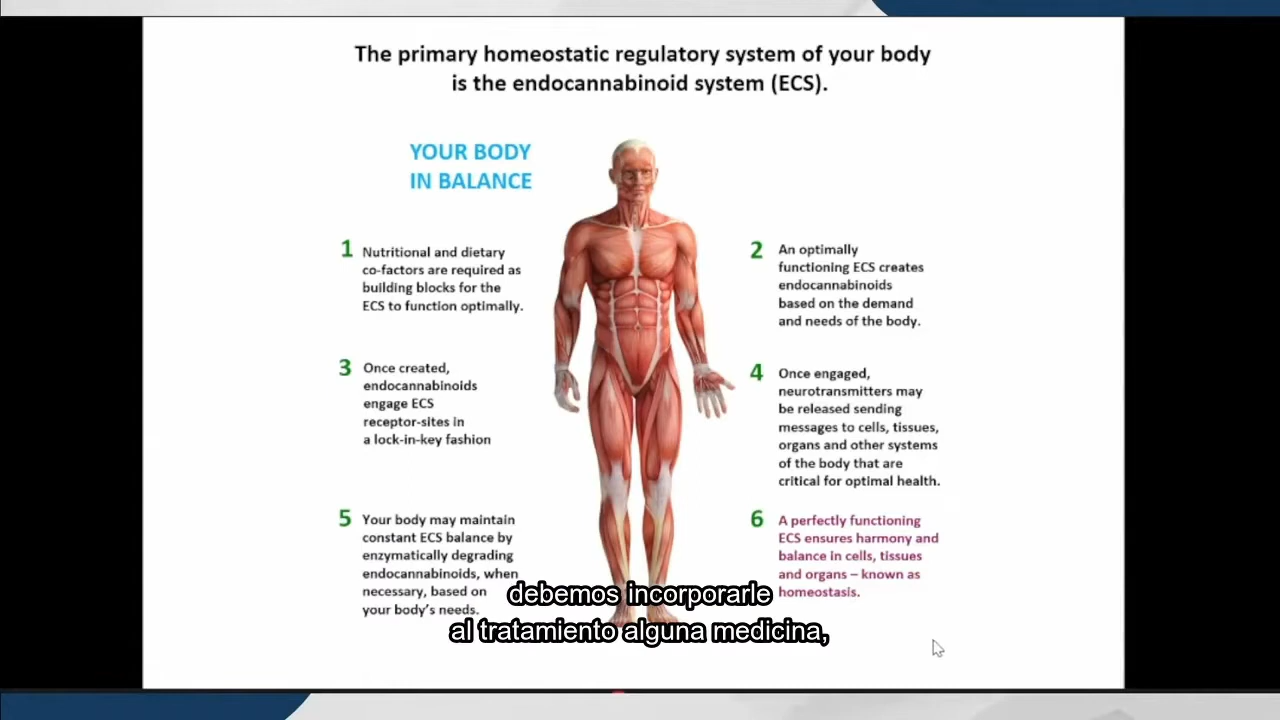 The primary homeostatic regulatory system of your body
is the endocannabinoid system (ECS).
YOUR BODY
IN BALANCE
1
Nutritional and dietary
co-factors are required as
building blocks for the
ECS to function optimally.
2
An optimally
functioning ECS creates
endocannabinoids
based on the demand
and needs of the body.
3
Once created,
endocannabinoids
engage ECS
receptor-sites in
a lock-in-key fashion
4
Once engaged,
neurotransmitters may
be released sending
messages to cells, tissues,
organs and other systems
of the body that are
critical for optimal health.
5
Your body may maintain
constant ECS balance by
enzymatically degrading
endocannabinoids, when
necessary, based on
your body's needs.
6
A perfectly functioning
ECS ensures harmony and
balance in cells, tissues
and organs – known as
homeostasis.
debemos incorporarle
al tratamiento alguna medicina,